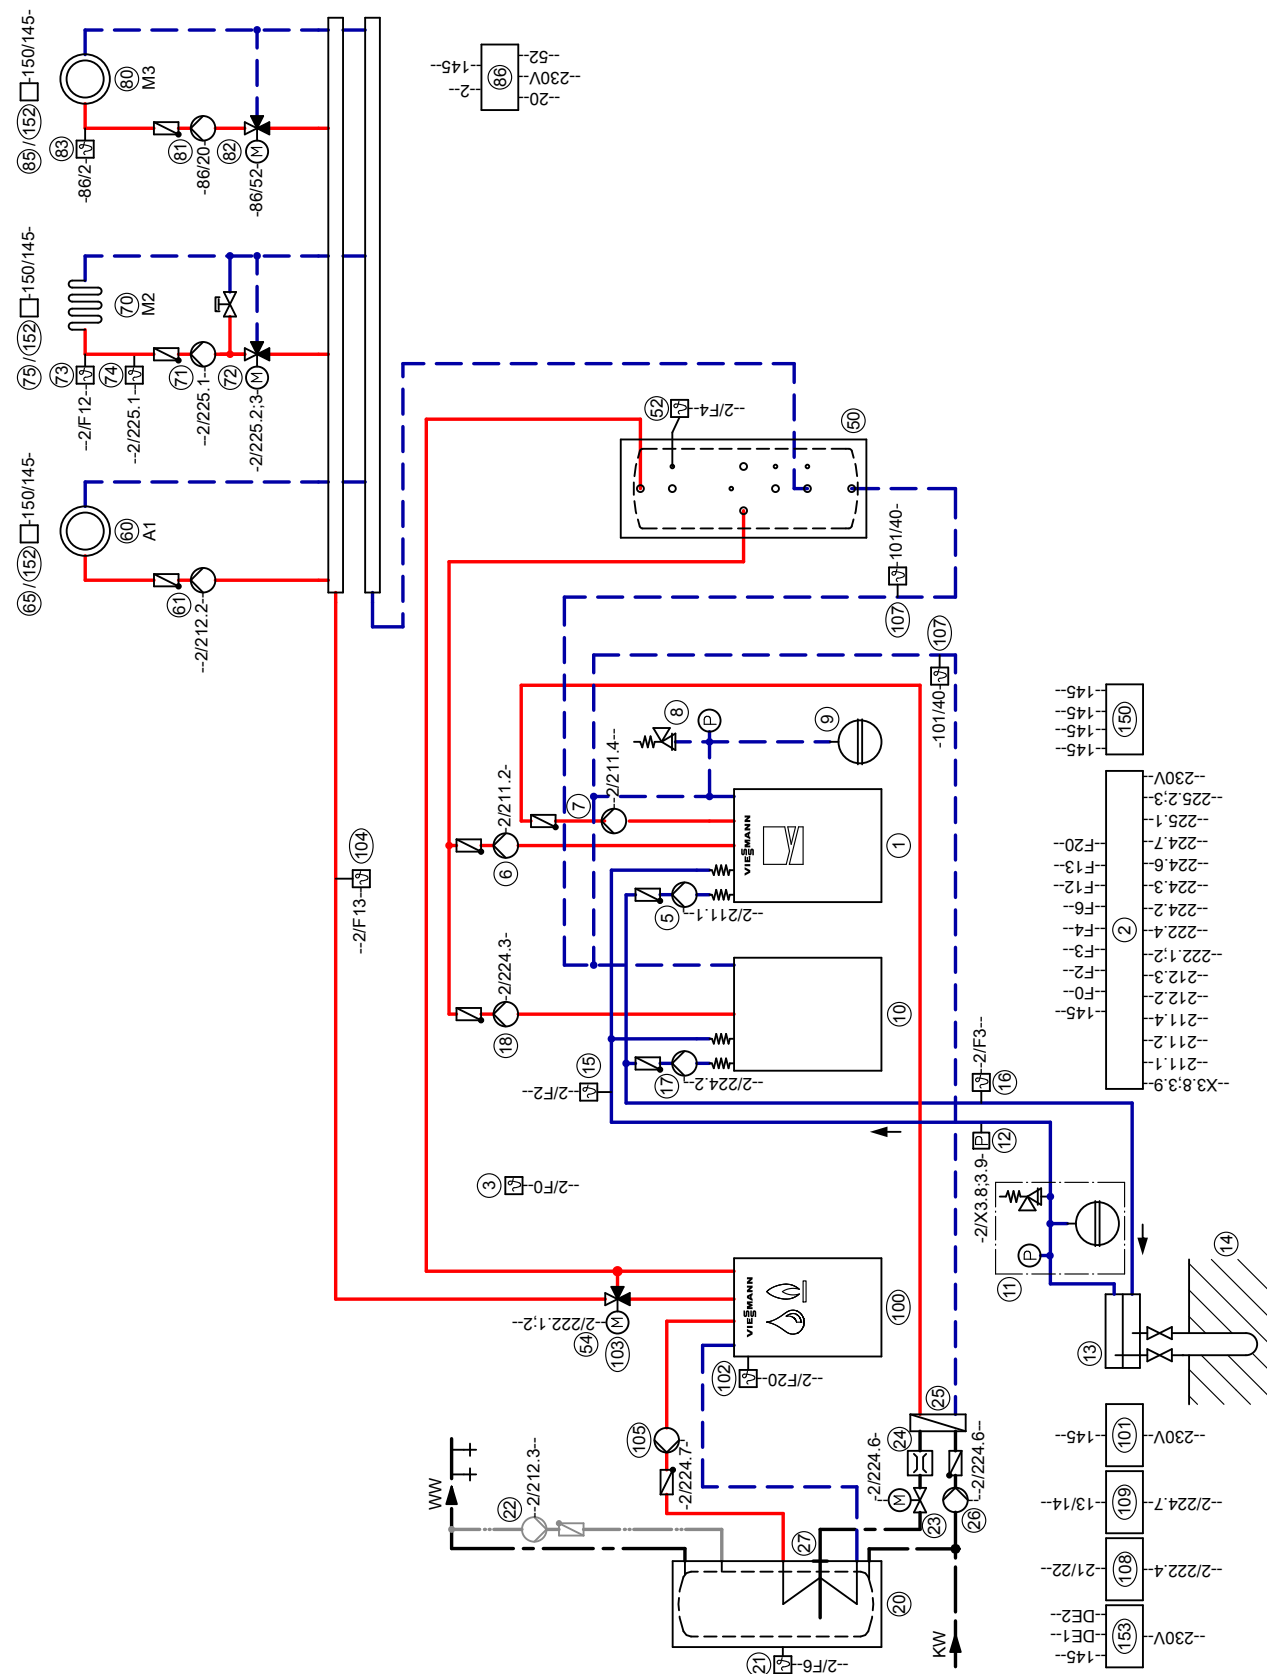 85 / 152 -150/145-
80
M3
83
-86/2-
81
-86/20-
82
M
-86/52-
--145--
--2--
86
--52--
--230V--
--20--
75 / 152 -150/145-
70
M2
73
--2/F12--
74
--2/225.1--
71
--2/225.1--
72
M
-2/225.2;3-
65 / 152 -150/145-
60
A1
61
--2/212.2--
52
--2/F4--
50
107
-101/40-
107
-101/40-
104
--2/F13--
8
P
9
7
--2/211.4--
6
--2/211.2-
VIESMANN
1
5
--2/211.1--
18
--2/224.3-
10
17
--2/224.2--
15
--2/F2--
16
--2/F3--
12
P
-2/X3.8;3.9-
3
--2/F0--
11
P
14
13
54
103
M
--2/222.1;2--
VIESMANN
100
102
--2/F20--
105
-2/224.7-
25
24
-2/224.6-
M
23
26
--2/224.6--
WW
22
--2/212.3--
27
20
21
--2/F6--
KW
150
--145--
--145--
--145--
--145--
2
--F20--
--F13--
--F12--
--F6--
--F4--
--F3--
--F2--
--F0--
--145--
--230V--
--225.2;3--
--225.1--
--224.7--
--224.6--
--224.3--
--224.2--
--222.4--
--222.1;2--
--212.3--
--212.2--
--211.4--
--211.2--
--211.1--
--X3.8;3.9--
101
--145--
--230V--
109
--13/14--
--2/224.7--
108
--21/22--
--2/222.4--
153
--DE2--
--DE1--
--145--
--230V--